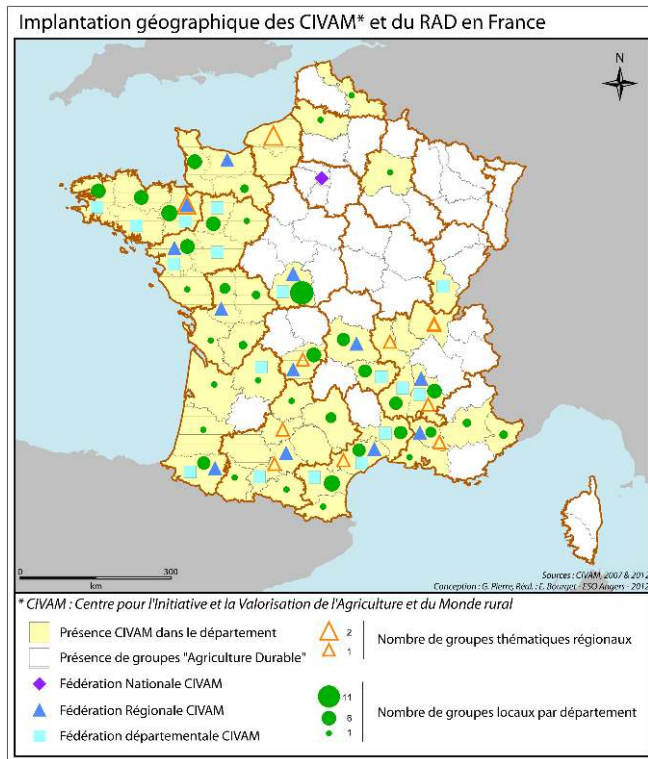 Implantation géographique des CIVAM* et du RAD en France
N
0 300
km
Sources : CIVAM, 2007 & 2012
Conception : G. Pierre, Réal. : E. Bourget - ESO Angers - 2012
* CIVAM : Centre pour l'Initiative et la Valorisation de l'Agriculture et du Monde rural
Présence CIVAM dans le département
Présence de groupes "Agriculture Durable"
Fédération Nationale CIVAM
Fédération Régionale CIVAM
Fédération départementale CIVAM
2
1
Nombre de groupes thématiques régionaux
11
6
1
Nombre de groupes locaux par département